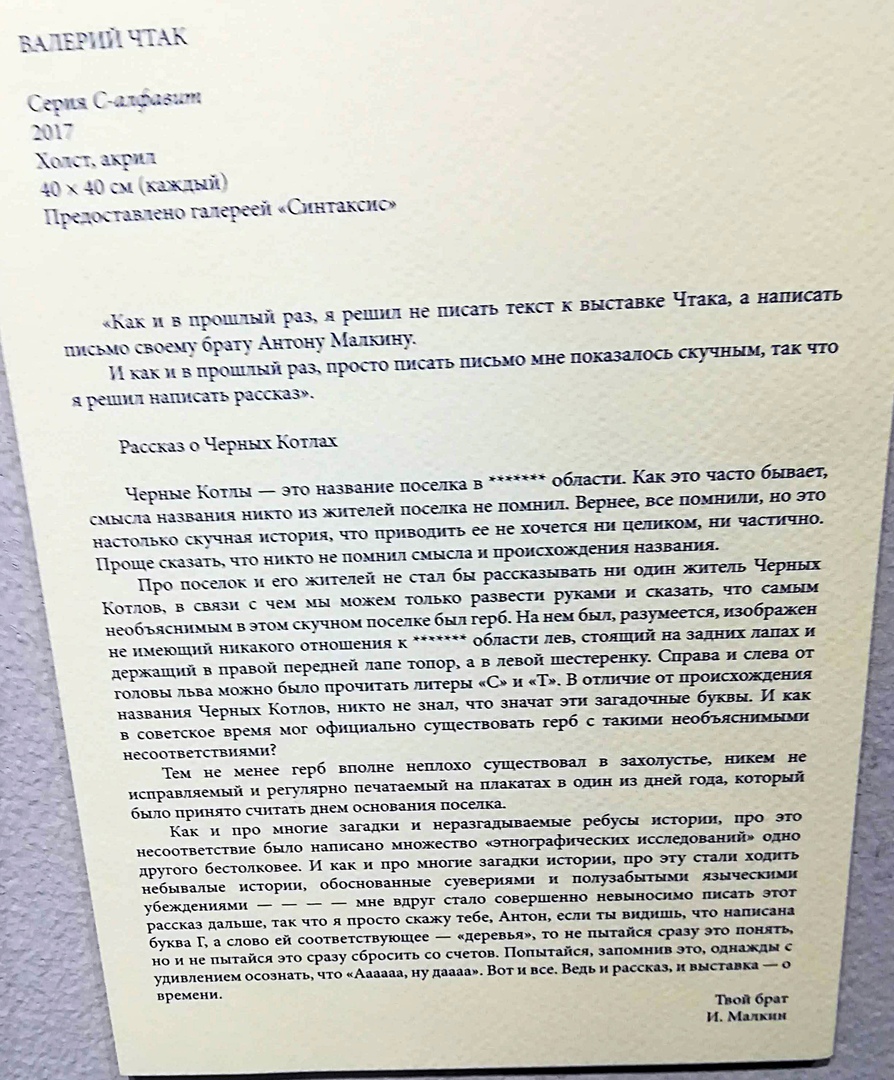 ВАЛЕРИЙ ЧТАК
Серия С-алфавит
2017
Холст, акрил
40 × 40 см (каждый)
Предоставлено галереей «Синтаксис»
«Как и в прошлый раз, я решил не писать текст к выставке Чтака, а написать
письмо своему брату Антону Малкину.
И как и в прошлый раз, просто писать письмо мне показалось скучным, так что
я решил написать рассказ».
Рассказ о Черных Котлах
Черные Котлы — это название поселка в ******* области. Как это часто бывает,
смысла названия никто из жителей поселка не помнил. Вернее, все помнили, но это
настолько скучная история, что приводить ее не хочется ни целиком, ни частично.
Проще сказать, что никто не помнил смысла и происхождения названия.
Про поселок и его жителей не стал бы рассказывать ни один житель Черных
Котлов, в связи с чем мы можем только развести руками и сказать, что самым
необъяснимым в этом скучном поселке был герб. На нем был, разумеется, изображен
не имеющий никакого отношения к ******* области лев, стоящий на задних лапах и
держащий в правой передней лапе топор, а в левой шестеренку. Справа и слева от
головы льва можно было прочитать литеры «С» и «Т». В отличие от происхождения
названия Черных Котлов, никто не знал, что значат эти загадочные буквы. И как
в советское время мог официально существовать герб с такими необъяснимыми
несоответствиями?
Тем не менее герб вполне неплохо существовал в захолустье, никем не
исправляемый и регулярно печатаемый на плакатах в один из дней года, который
было принято считать днем основания поселка.
Как и про многие загадки и неразгадываемые ребусы истории, про это
несоответствие было написано множество «этнографических исследований» одно
другого бестолковее. И как и про многие загадки истории, про эту стали ходить
небывалые истории, обоснованные суевериями и полузабытыми языческими
убеждениями — — — — мне вдруг стало совершенно невыносимо писать этот
рассказ дальше, так что я просто скажу тебе, Антон, если ты видишь, что написана
буква Г, а слово ей соответствующее — «деревья», то не пытайся сразу это понять,
но и не пытайся это сразу сбросить со счетов. Попытайся, запомнив это, однажды с
удивлением осознать, что «Аааааа, ну даааа». Вот и все. Ведь и рассказ, и выставка — о
времени.
Твой брат
И. Малкин